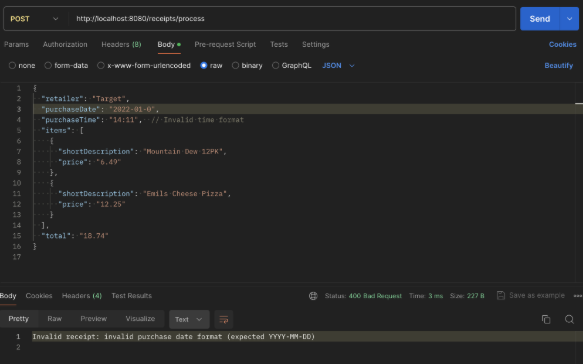 POST http://localhost:8080/receipts/process Send
Params Authorization Headers (8) Body Pre-request Script Tests Settings Cookies
none form-data x-www-form-urlencoded raw binary GraphQL JSON Beautify
1 {
2 "retailer": "Target",
3 "purchaseDate": "2022-01-0",
4 "purchaseTime": "14:11", // Invalid time format
5 "items": [
6 {
7 "shortDescription": "Mountain Dew 12PK",
8 "price": "6.49"
9 },
10 {
11 "shortDescription": "Emils Cheese Pizza",
12 "price": "12.25"
13 }
14 ],
15 "total": "18.74"
16 }
17
Body Cookies Headers (4) Test Results Status: 400 Bad Request Time: 3 ms Size: 227 B Save as example
Pretty Raw Preview Visualize Text
1 Invalid receipt: invalid purchase date format (expected YYYY-MM-DD)
2